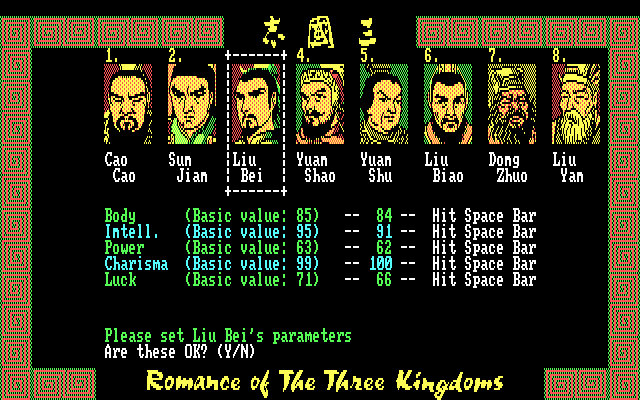 志國三
1. 2. 4. 5. 6. 7. 8.
Cao Sun Liu Yuan Yuan Liu Dong Liu
Cao Jian Bei Shao Shu Biao Zhuo Yan
Body (Basic value: 85) -- 84 -- Hit Space Bar
Intell. (Basic value: 95) -- 91 -- Hit Space Bar
Power (Basic value: 63) -- 62 -- Hit Space Bar
Charisma (Basic value: 99) -- 100 -- Hit Space Bar
Luck (Basic value: 71) -- 66 -- Hit Space Bar
Please set Liu Bei's parameters
Are these OK? (Y/N)
Romance of The Three Kingdoms